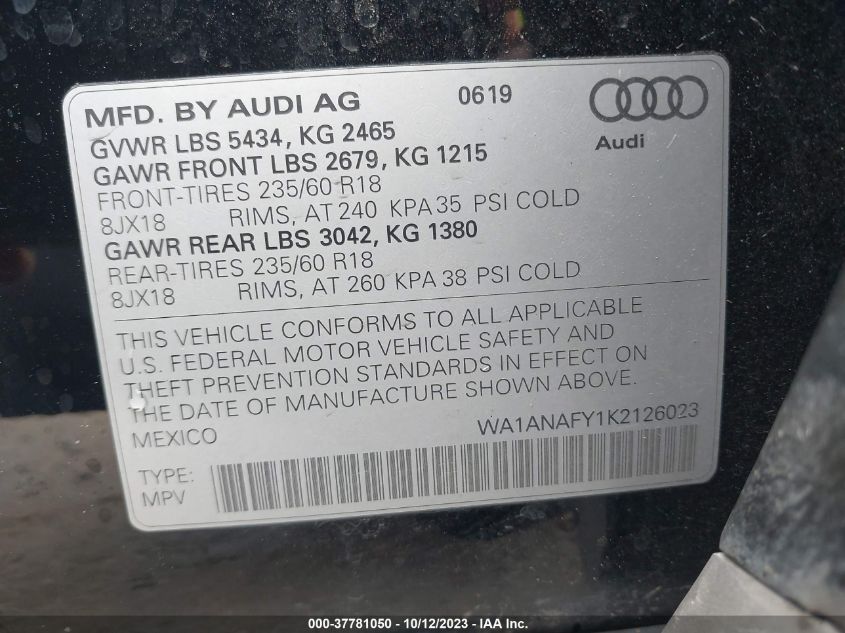 MFD. BY AUDI AG 0619
Audi
GVWR LBS 5434, KG 2465
GAWR FRONT LBS 2679, KG 1215
FRONT-TIRES 235/60 R18
8JX18 RIMS, AT 240 KPA 35 PSI COLD
GAWR REAR LBS 3042, KG 1380
REAR-TIRES 235/60 R18
8JX18 RIMS, AT 260 KPA 38 PSI COLD
THIS VEHICLE CONFORMS TO ALL APPLICABLE
U.S. FEDERAL MOTOR VEHICLE SAFETY AND
THEFT PREVENTION STANDARDS IN EFFECT ON
THE DATE OF MANUFACTURE SHOWN ABOVE.
MEXICO WA1ANAFY1K2126023
TYPE:
MPV
000-37781050 - 10/12/2023 - IAA Inc.